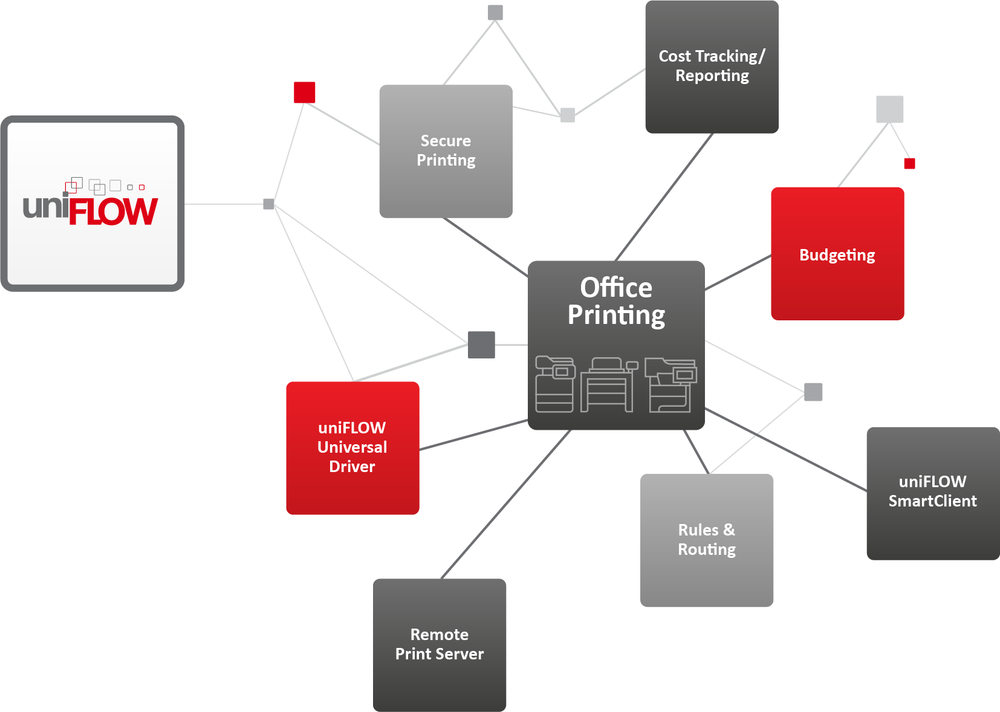 uniFLOW
Secure
Printing
Cost Tracking/
Reporting
Budgeting
Office
Printing
uniFLOW
Universal
Driver
uniFLOW
SmartClient
Rules &
Routing
Remote
Print Server